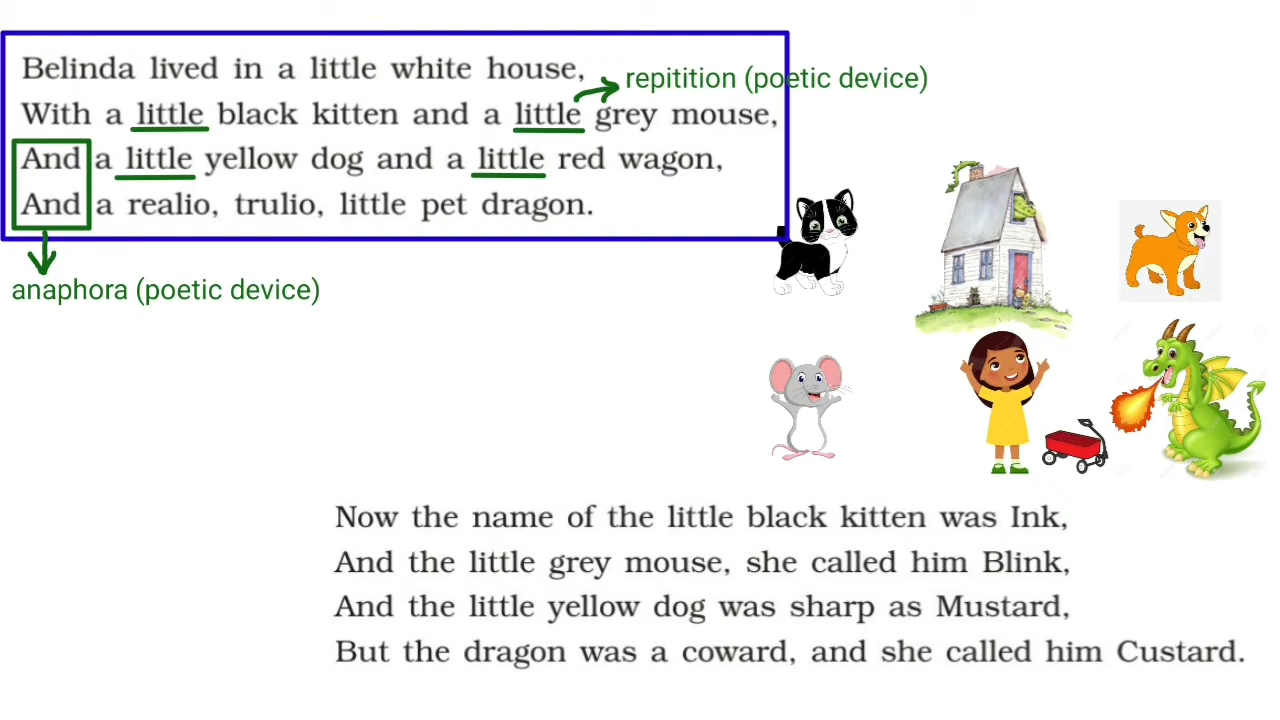 Belinda lived in a little white house,
repitition (poetic device)
With a little black kitten and a little grey mouse,
And a little yellow dog and a little red wagon,
And a realio, trulio, little pet dragon.
anaphora (poetic device)
Now the name of the little black kitten was Ink,
And the little grey mouse, she called him Blink,
And the little yellow dog was sharp as Mustard,
But the dragon was a coward, and she called him Custard.